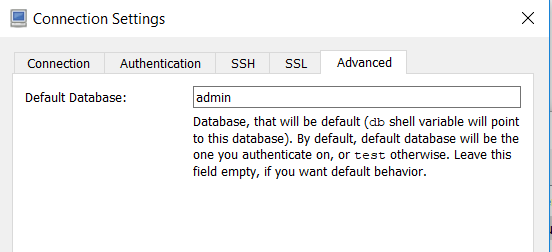 Connection Settings
Connection Authentication SSH SSL Advanced
Default Database: admin
Database, that will be default (db shell variable will point
to this database). By default, default database will be the
one you authenticate on, or test otherwise. Leave this
field empty, if you want default behavior.